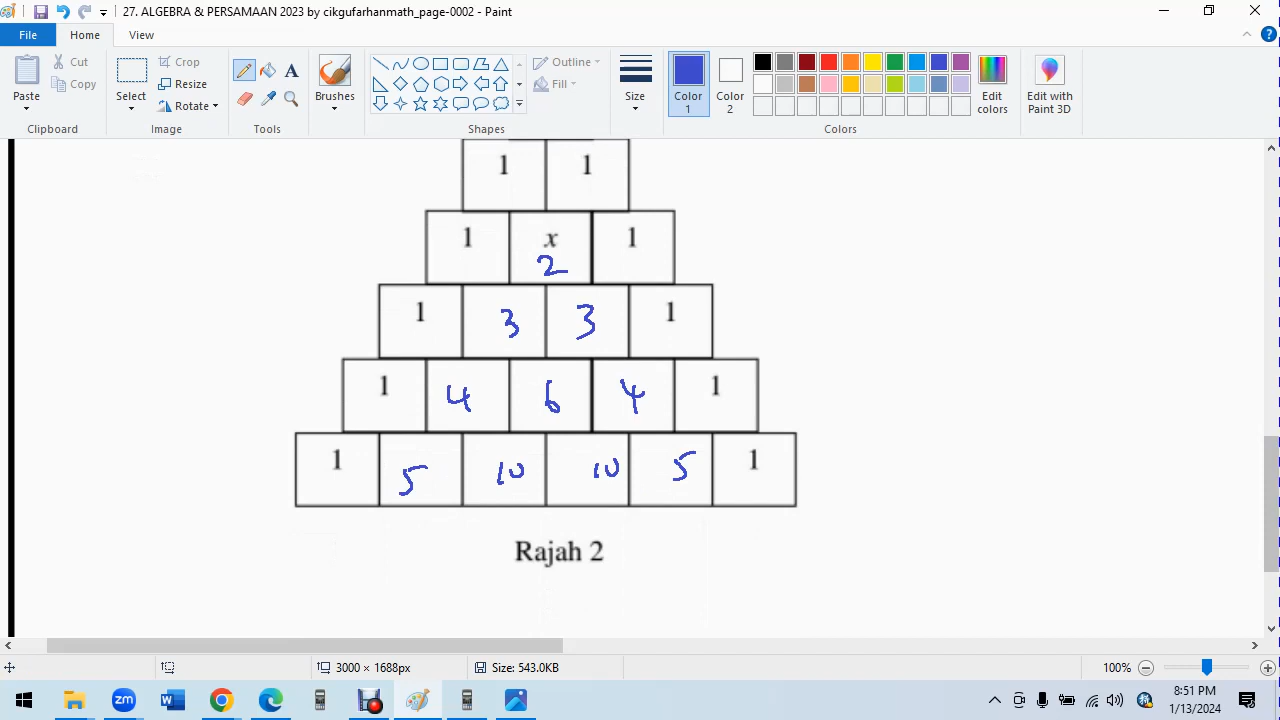 27. ALGEBRA & PERSAMAAN 2023 by cikgufarhanmath_page-0002 - Paint
File Home View
Paste Cut Copy Select Crop Resize Rotate A Brushes Outline Fill Size Color 1 Color 2 Edit colors Edit with Paint 3D
Clipboard Image Tools Shapes Colors
1 1
1 x 1
2
1 3 3 1
1 4 6 4 1
1 5 10 10 5 1
Rajah 2
3000 × 1688px Size: 543.0KB 100%
zm W 8:51 PM
1/13/2024